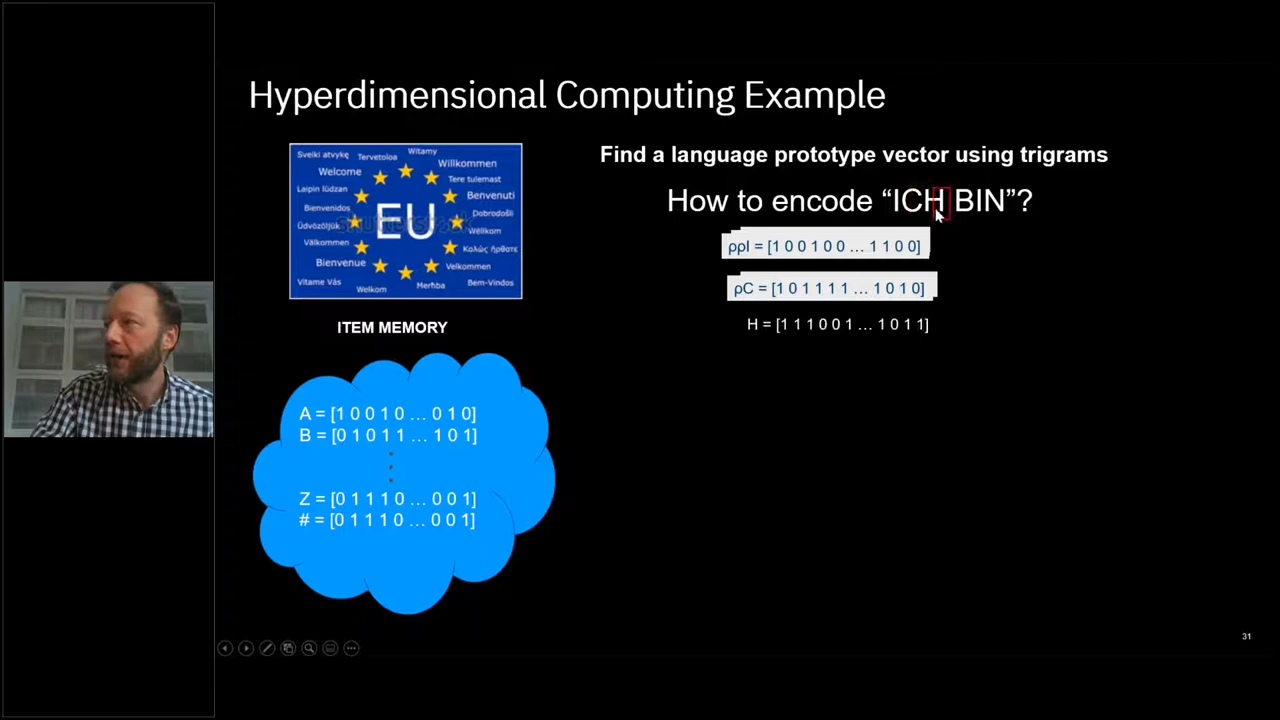 Hyperdimensional Computing Example
Sveiki atvykę
Tervetuloa
Witamy
Willkommen
Welcome
Tere tulemast
Laipin lūdzan
Benvenuti
Bienvenidos
Dobrodošli
EU
Üdvözöljük
Wëllkom
Välkommen
Καλώς ήρθατε
Bienvenue
Velkommen
Vítame Vás
Welkom
Merħba
Bem-Vindos
Find a language prototype vector using trigrams
How to encode “ICH BIN”?
ρρI = [1 0 0 1 0 0 … 1 1 0 0]
ρC = [1 0 1 1 1 1 … 1 0 1 0]
H = [1 1 1 0 0 1 … 1 0 1 1]
ITEM MEMORY
A = [1 0 0 1 0 … 0 1 0]
B = [0 1 0 1 1 … 1 0 1]
Z = [0 1 1 1 0 … 0 0 1]
# = [0 1 1 1 0 … 0 0 1]
31